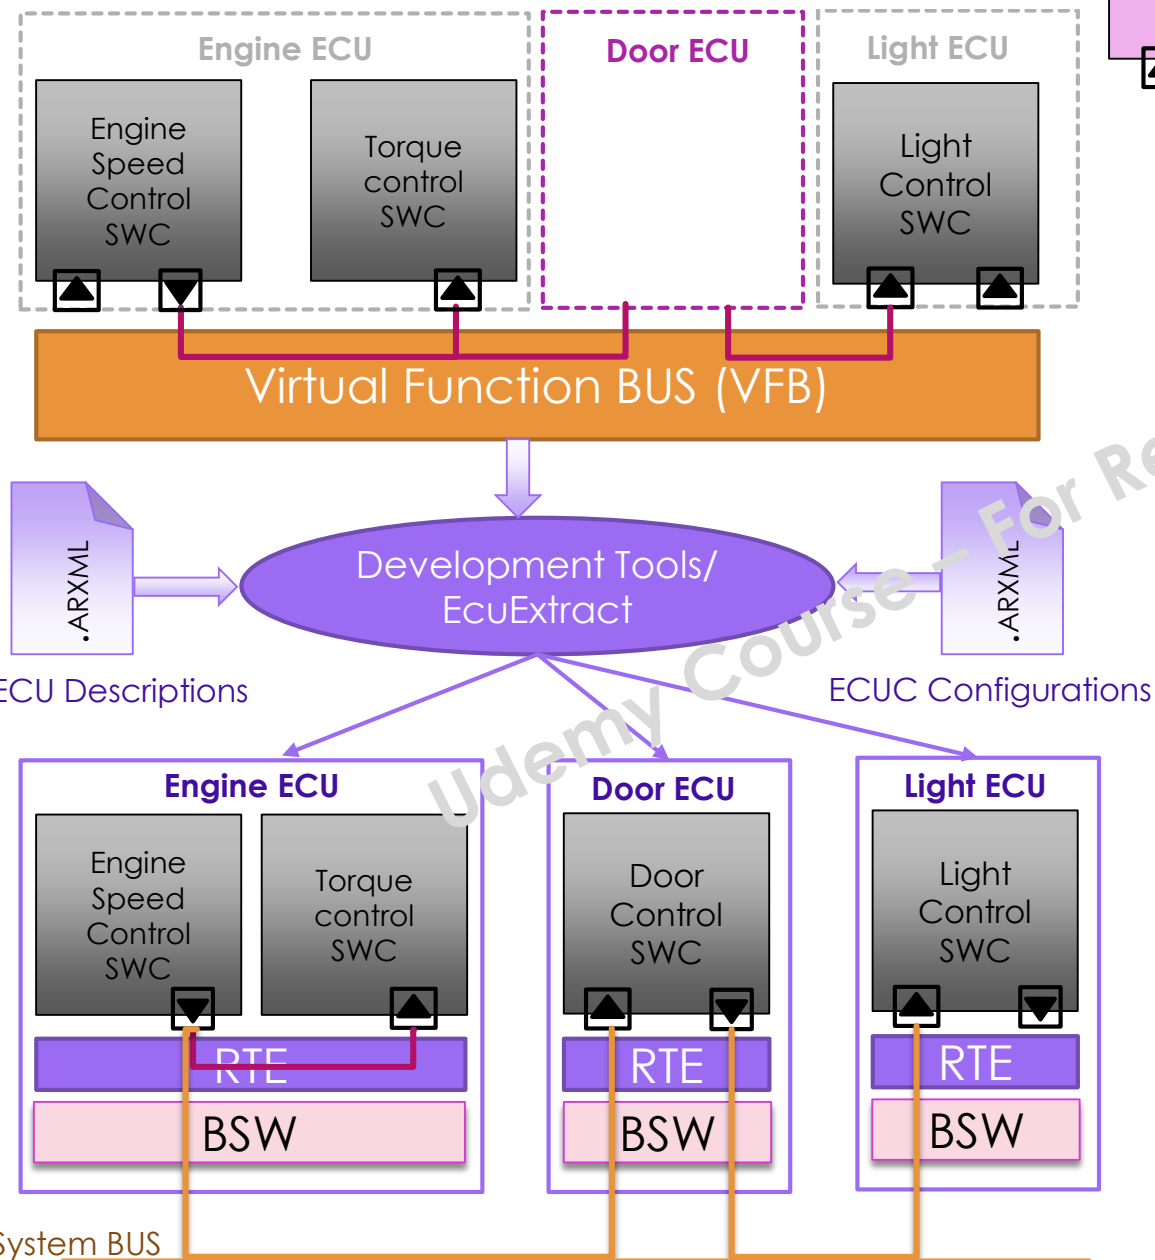 Engine ECU
Door ECU
Light ECU
Engine
Speed
Control
SWC
Torque
control
SWC
Light
Control
SWC
Virtual Function BUS (VFB)
.ARXML
Development Tools/
EcuExtract
.ARXML
ECU Descriptions
ECUC Configurations
Udemy Course – For Re
Engine ECU
Door ECU
Light ECU
Engine
Speed
Control
SWC
Torque
control
SWC
Door
Control
SWC
Light
Control
SWC
RTE
RTE
RTE
BSW
BSW
BSW
System BUS